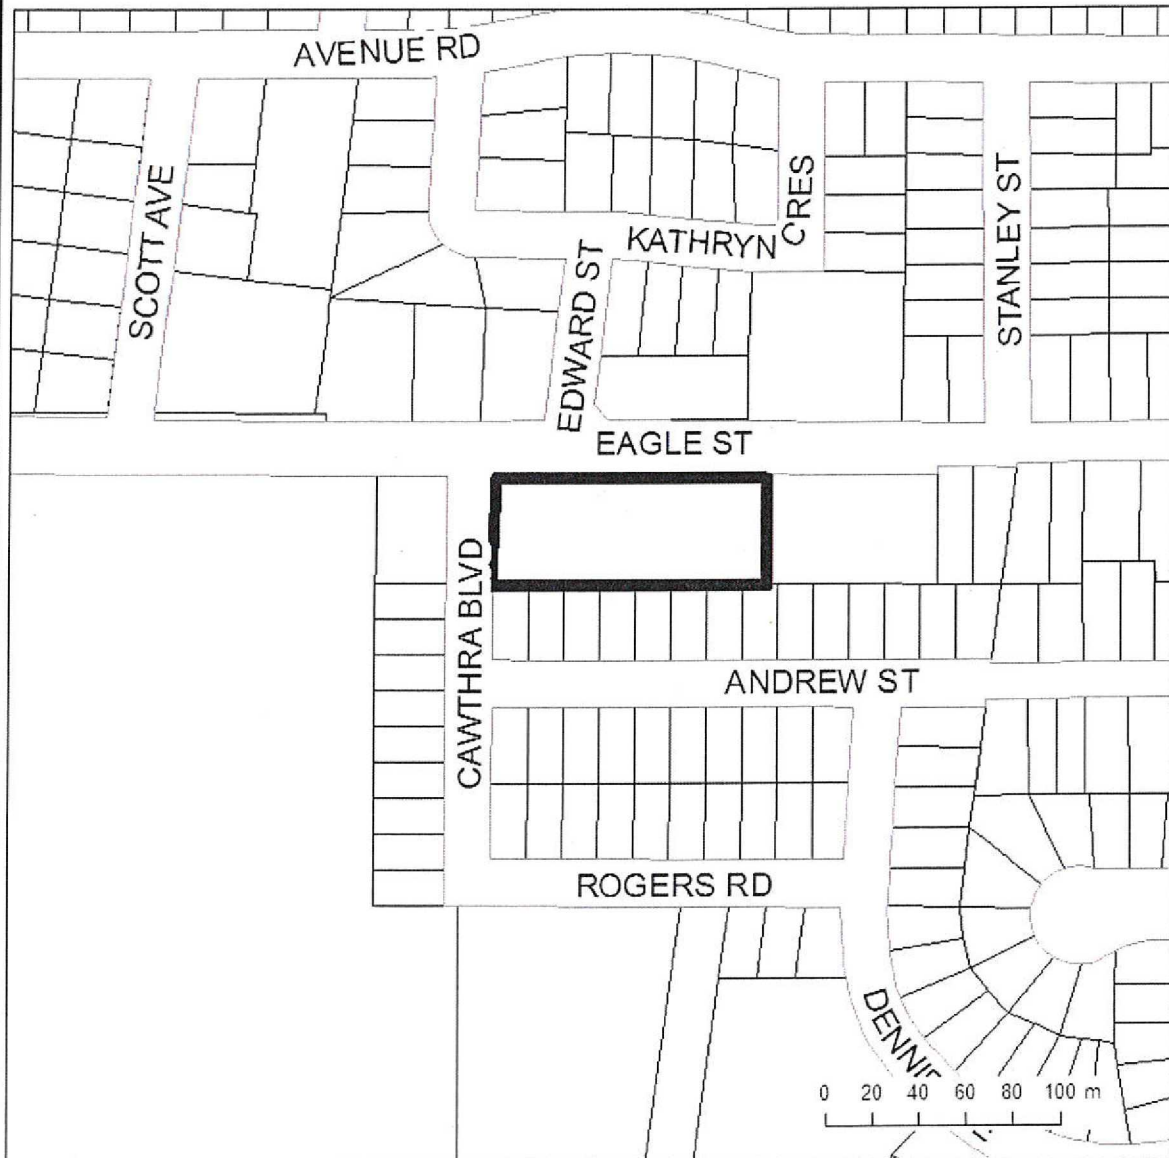 AVENUE RD
SCOTT AVE
KATHRYN CRES
STANLEY ST
EDWARD ST
EAGLE ST
CAWTHRA BLVD
ANDREW ST
ROGERS RD
0 20 40 60 80 100 m